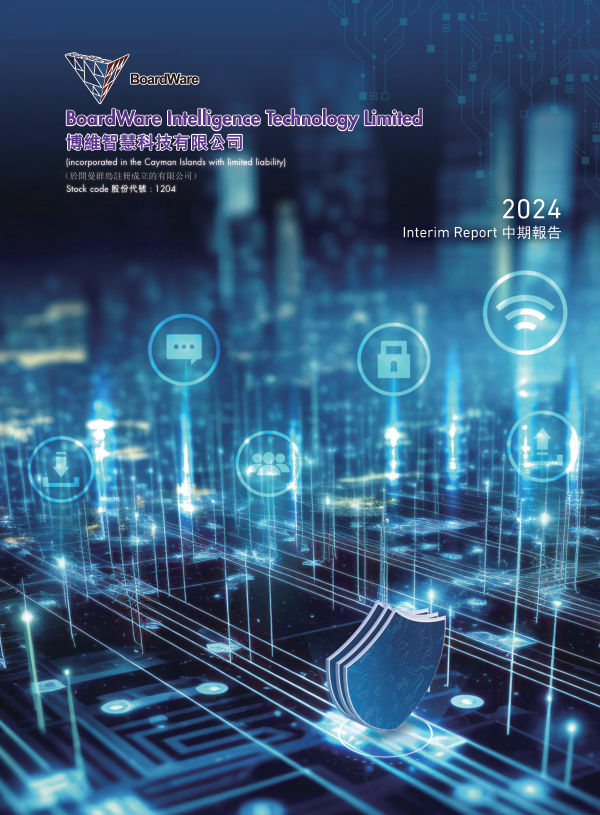 BoardWare
BoardWare Intelligence Technology Limited
博維智慧科技有限公司
(incorporated in the Cayman Islands with limited liability)
(於開曼群島註冊成立的有限公司)
Stock code 股份代號 : 1204
2024
Interim Report 中期報告